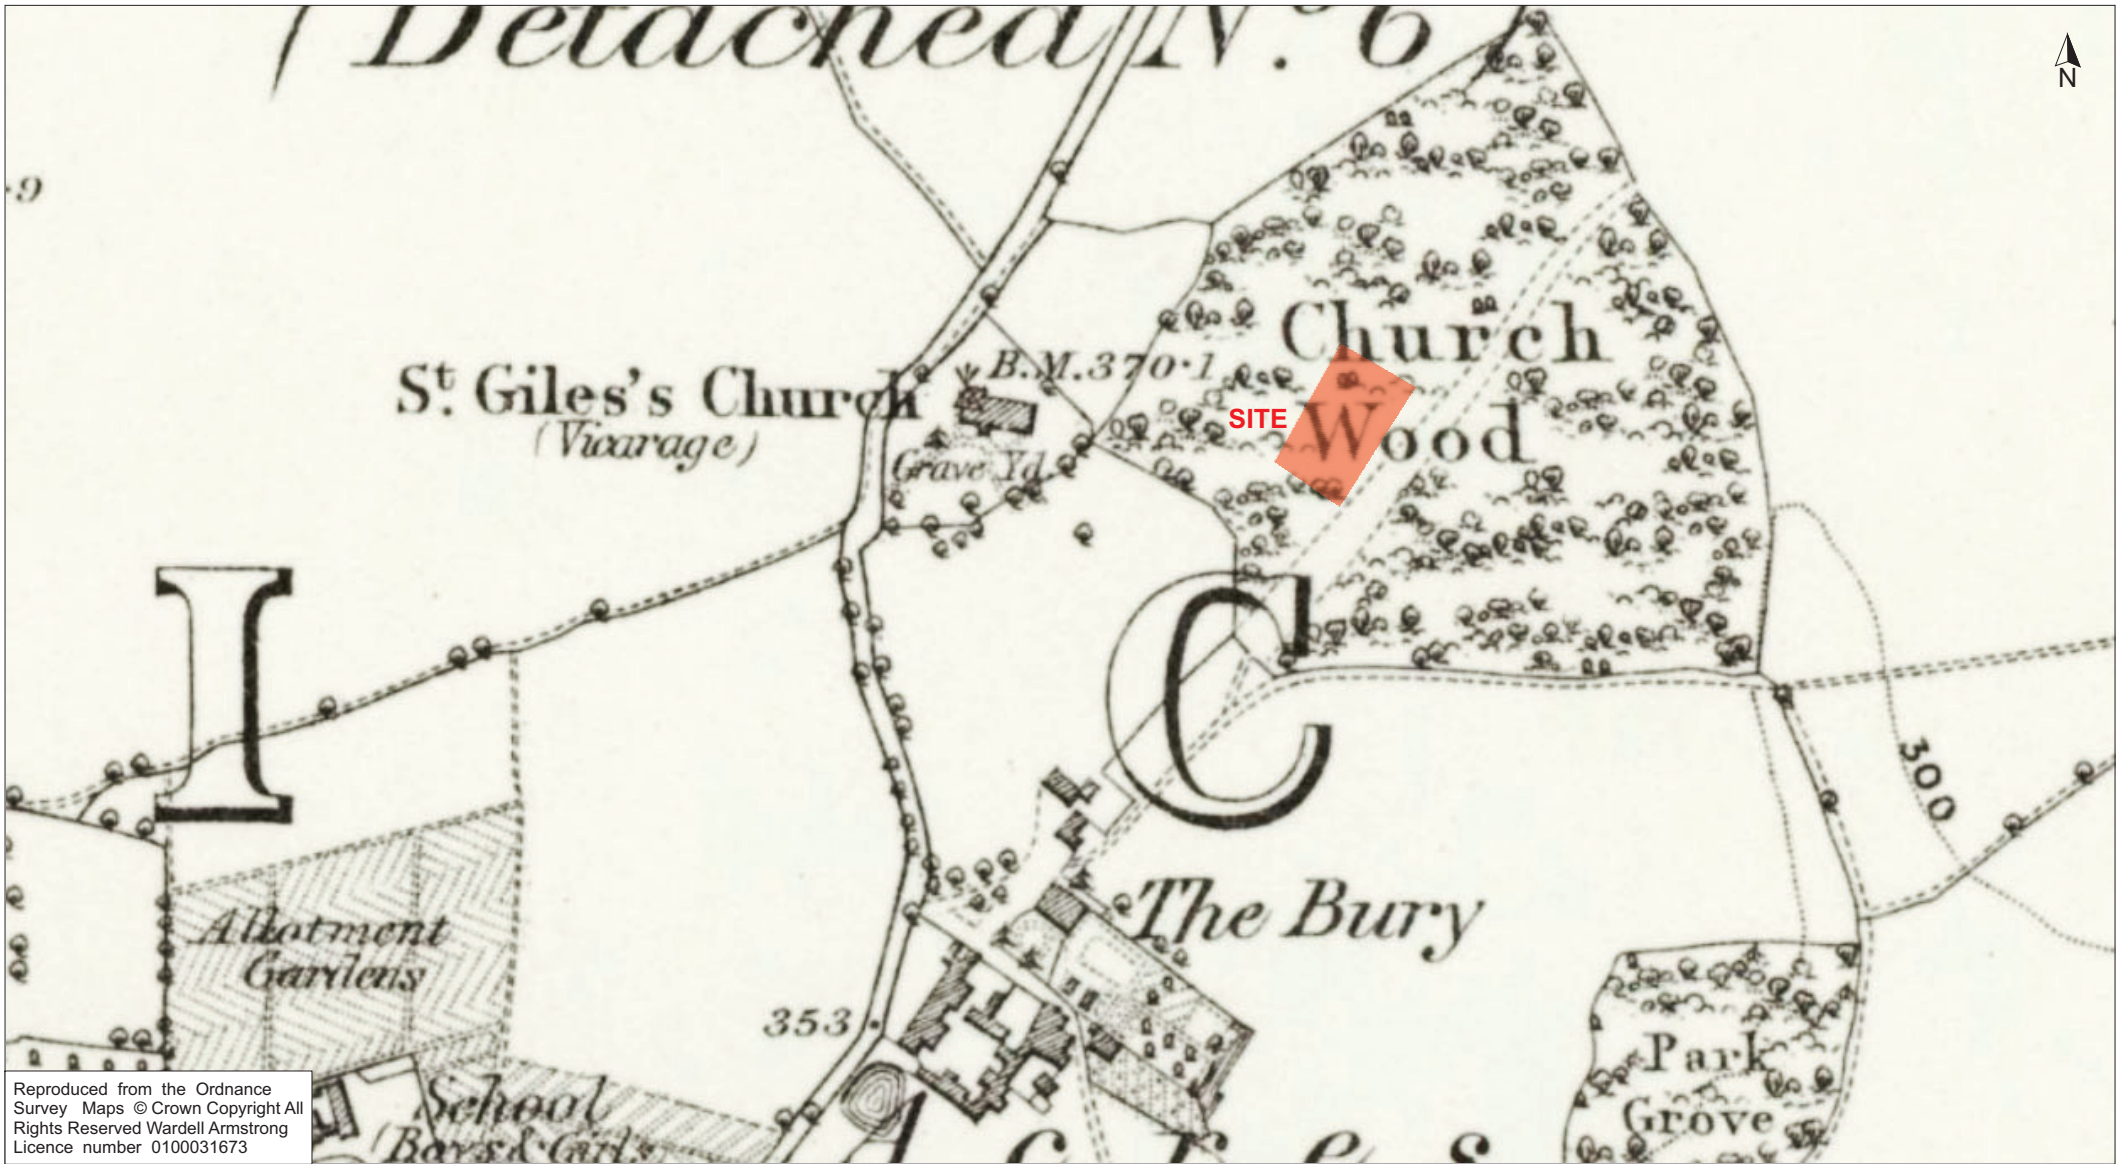 Detached No. 6
N
.9
Church
B.M.370.1
St. Giles's Church
SITE
Wood
(Vicarage)
Grave Yd.
I
C
300
The Bury
Allotment
Gardens
353
Park
Grove
School
(Boys & Girls
A c r e s
Reproduced from the Ordnance
Survey Maps © Crown Copyright All
Rights Reserved Wardell Armstrong
Licence number 0100031673